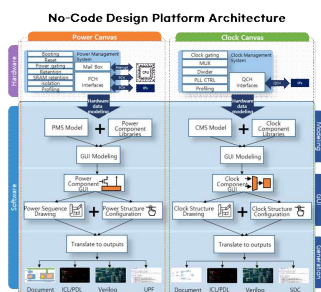 No-Code Design Platform Architecture
Power Canvas
Clock Canvas
Hardware
Booting
Reset
Power gating
Retention
SRAM retention
Isolation
Profiling
Power Management
System
Mail Box
PCH
Interfaces
CPU
IPs
Clock gating
MUX
Divider
PLL CTRL
Profiling
Clock Management
System
QCH
Interfaces
IPs
Hardware
data
modeling
Hardware
data
modeling
Software
PMS Model
Power
Component
Libraries
CMS Model
Clock
Component
Libraries
Modeling
GUI Modeling
GUI Modeling
Power
Component
GUI
Clock
Component
GUI
GUI
Power Sequence
Drawing
Power Structure
Configuration
Clock Structure
Drawing
Clock Structure
Configuration
Translate to outputs
Translate to outputs
Generation
Document
ICL/PDL
Verilog
UPF
Document
ICL/PDL
Verilog
SDC